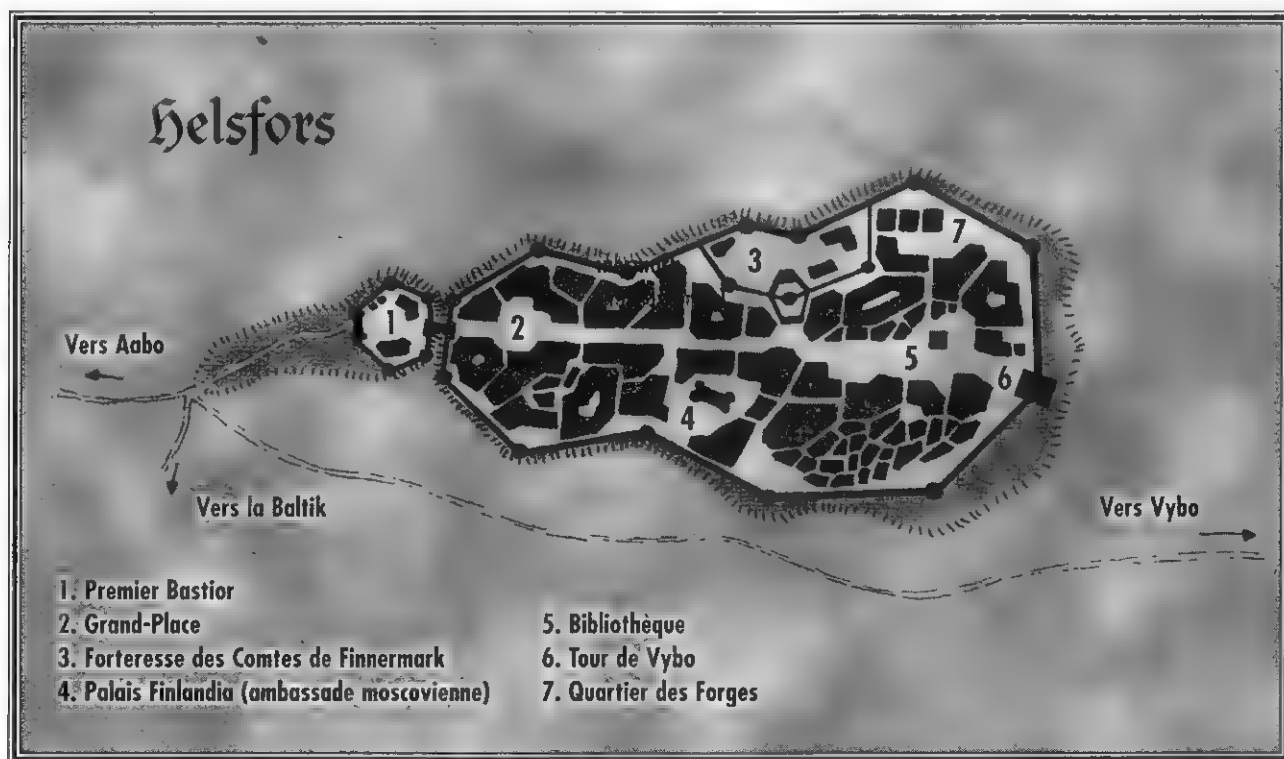 Helsfors
1
2
3
4
5
6
7
Vers Aabo
Vers la Baltik
Vers Vybo
1. Premier Bastior
2. Grand-Place
3. Forteresse des Comtes de Finnermark
4. Palais Finlandia (ambassade moscovienne)
5. Bibliothèque
6. Tour de Vybo
7. Quartier des Forges